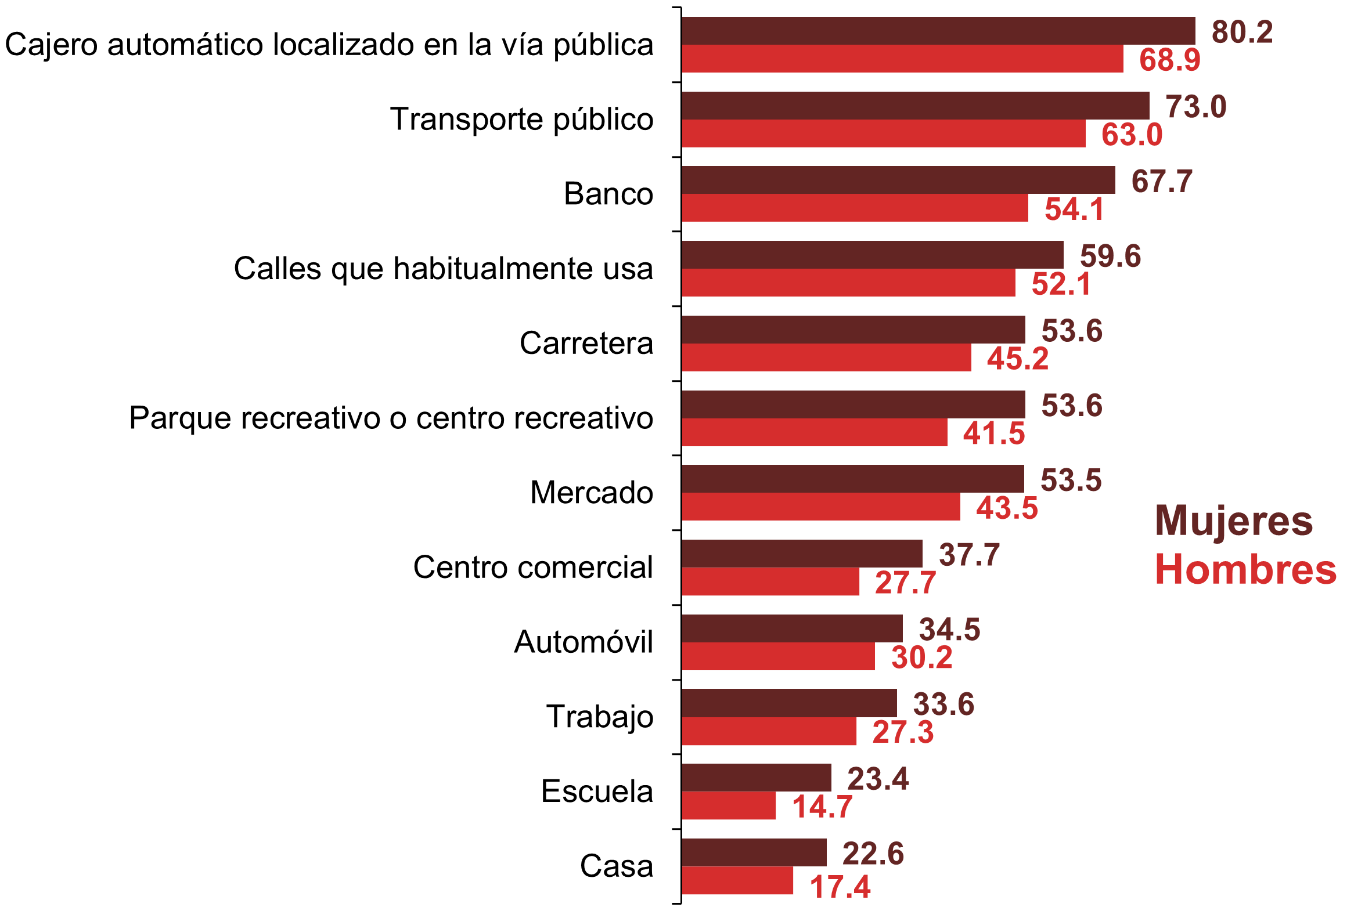 Cajero automático localizado en la vía pública
80.2
68.9
Transporte público
73.0
63.0
Banco
67.7
54.1
Calles que habitualmente usa
59.6
52.1
Carretera
53.6
45.2
Parque recreativo o centro recreativo
53.6
41.5
Mercado
53.5
43.5
Centro comercial
37.7
27.7
Automóvil
34.5
30.2
Trabajo
33.6
27.3
Escuela
23.4
14.7
Casa
22.6
17.4
Mujeres
Hombres